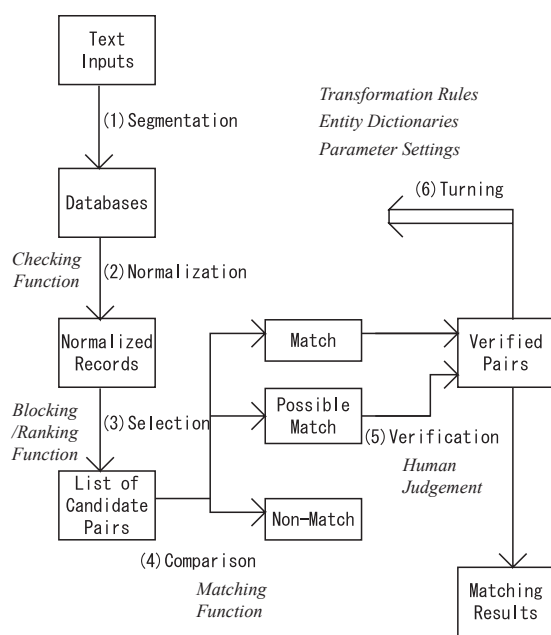 Text
Inputs
Transformation Rules
Entity Dictionaries
Parameter Settings
(1)Segmentation
(6)Turning
Databases
Checking
Function
(2)Normalization
Normalized
Records
Match
Verified
Pairs
Blocking
/Ranking
Function
(3)Selection
Possible
Match
(5)Verification
Human
Judgement
List of
Candidate
Pairs
Non-Match
(4)Comparison
Matching
Function
Matching
Results